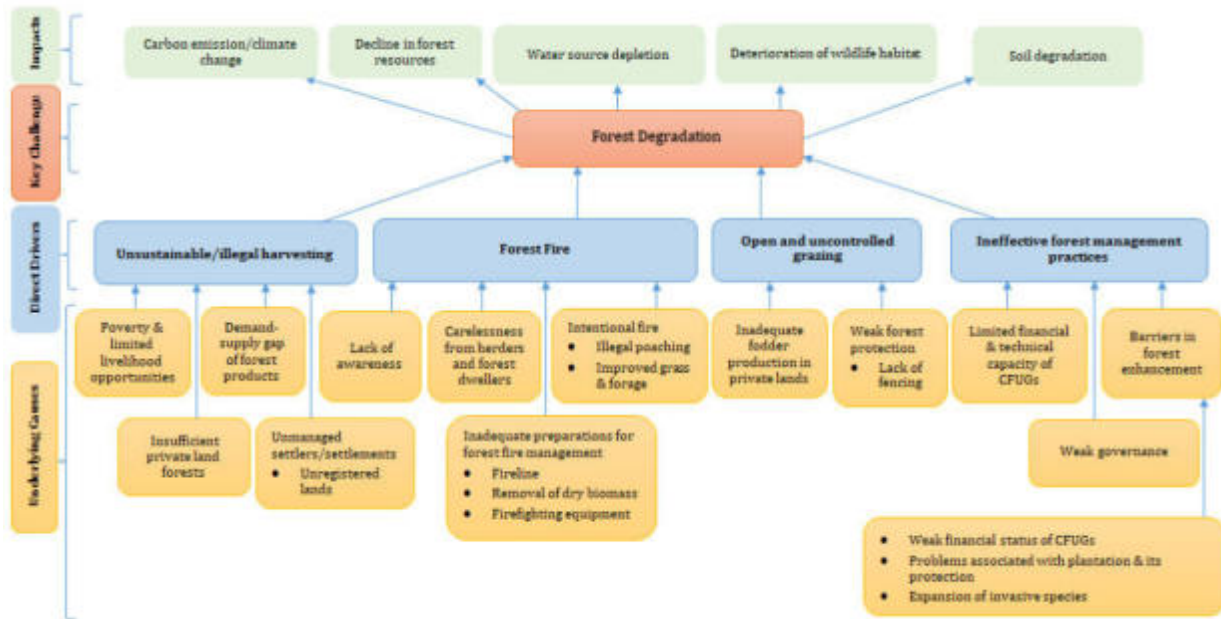 Impacts
Carbon emission/climate
change
Decline in forest
resources
Water source depletion
Deterioration of wildlife habitat
Soil degradation
Key Challenge
Forest Degradation
Direct Drivers
Unsustainable/illegal harvesting
Forest Fire
Open and uncontrolled
grazing
Ineffective forest management
practices
Underlying Causes
Poverty &
limited
livelihood
opportunities
Demand-
supply gap
of forest
products
Lack of
awareness
Carelessness
from herders
and forest
dwellers
Intentional fire
● Illegal poaching
● Improved grass
& forage
Inadequate
fodder
production in
private lands
Weak forest
protection
● Lack of
fencing
Limited financial
& technical
capacity of
CFUGs
Barriers in
forest
enhancement
Insufficient
private land
forests
Unmanaged
settlers/settlements
● Unregistered
lands
Inadequate preparations for
forest fire management
● Fireline
● Removal of dry biomass
● Firefighting equipment
Weak governance
● Weak financial status of CFUGs
● Problems associated with plantation & its
protection
● Expansion of invasive species